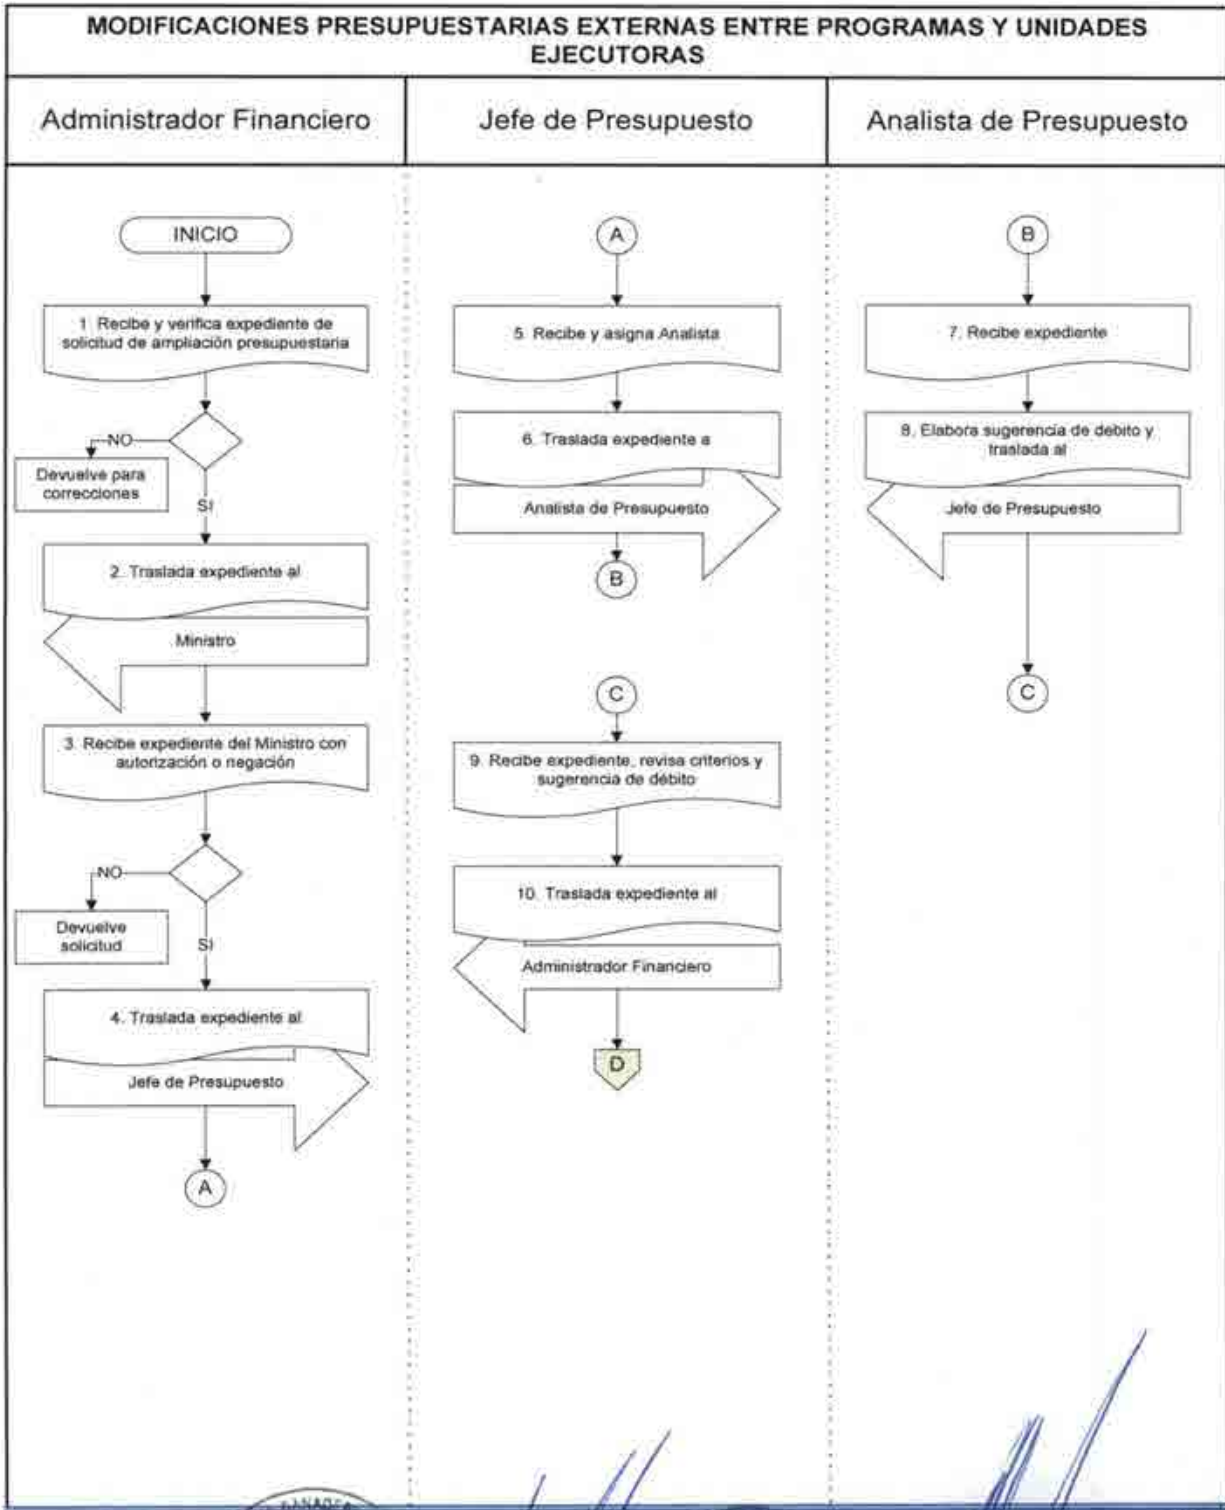 MODIFICACIONES PRESUPUESTARIAS EXTERNAS ENTRE PROGRAMAS Y UNIDADES
EJECUTORAS
Administrador Financiero
Jefe de Presupuesto
Analista de Presupuesto
INICIO
1. Recibe y verifica expediente de
solicitud de ampliación presupuestaria
NO
Devuelve para
correcciones
SI
2. Traslada expediente al
Ministro
3. Recibe expediente del Ministro con
autorización o negación
NO
Devuelve
solicitud
SI
4. Traslada expediente al
Jefe de Presupuesto
A
A
5. Recibe y asigna Analista
6. Traslada expediente a
Analista de Presupuesto
B
C
9. Recibe expediente, revisa criterios y
sugerencia de débito
10. Traslada expediente al
Administrador Financiero
D
B
7. Recibe expediente
8. Elabora sugerencia de debito y
traslada al
Jefe de Presupuesto
C